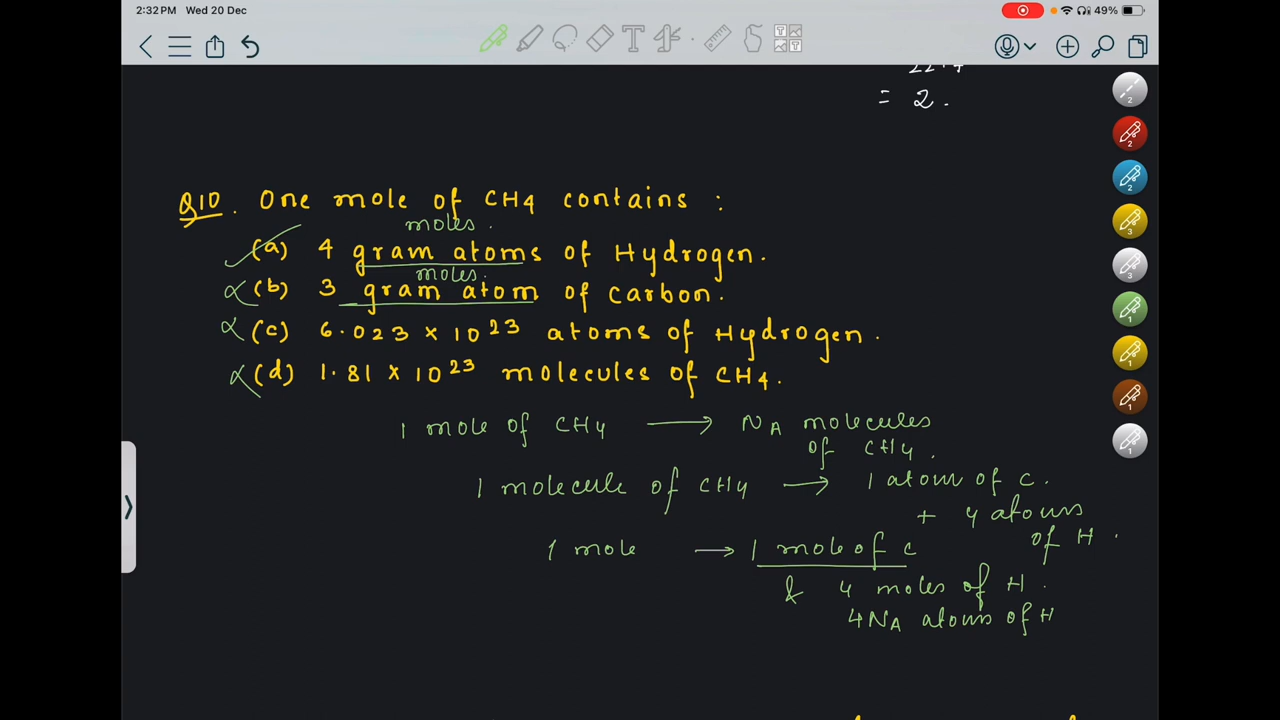 2:32 PM Wed 20 Dec
49%
= 2.
Q10. One mole of CH4 contains :
moles.
(a) 4 gram atoms of Hydrogen.
moles.
(b) 3 gram atom of carbon.
(c) 6.023 × 10 23 atoms of Hydrogen.
(d) 1.81 × 10 23 molecules of CH4.
1 mole of CH4 → NA molecules
of CH4.
1 molecule of CH4 → 1 atom of c.
+ 4 atoms
of H.
1 mole → 1 mole of c
& 4 moles of H.
4NA atoms of H